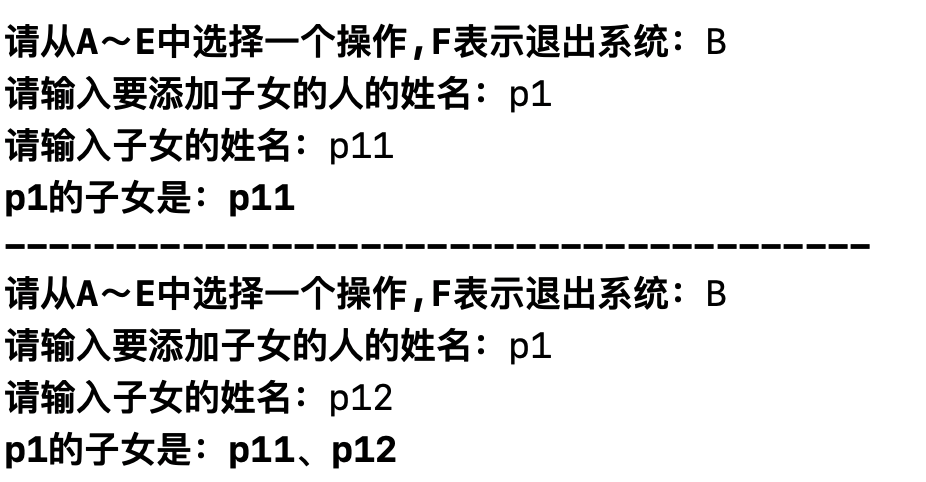 请从A～E中选择一个操作,F表示退出系统：B
请输入要添加子女的人的姓名：p1
请输入子女的姓名：p11
p1的子女是：p11
---------------------------------------
请从A～E中选择一个操作,F表示退出系统：B
请输入要添加子女的人的姓名：p1
请输入子女的姓名：p12
p1的子女是：p11、p12